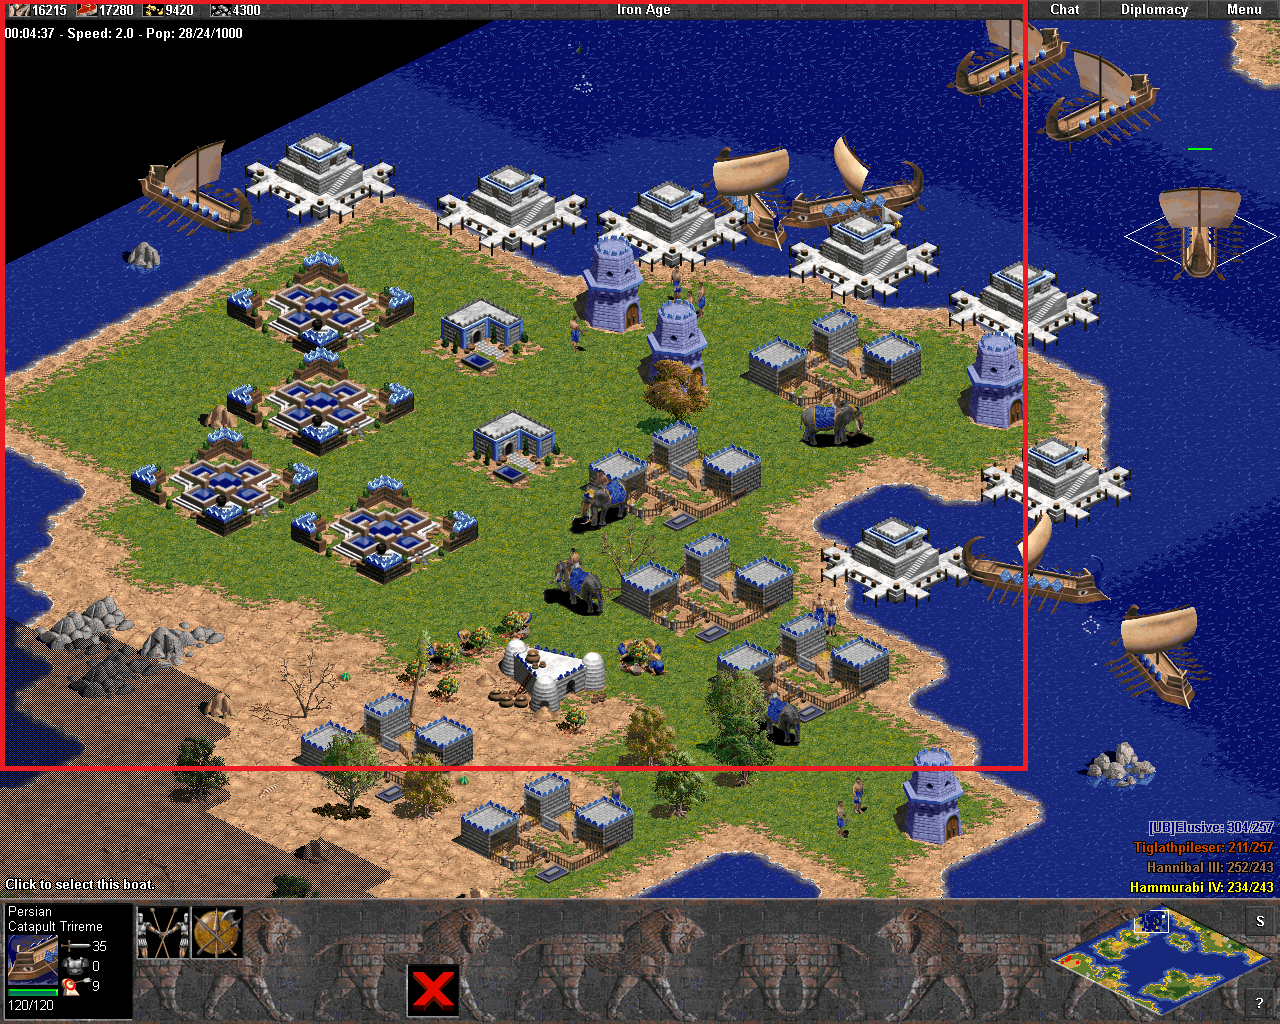 16215 17280 9420 4300 Iron Age Chat Diplomacy Menu
00:04:37 - Speed: 2.0 - Pop: 28/24/1000
[UB]Elusive: 304/257
Tiglathpileser: 211/257
Hannibal III: 252/243
Hammurabi IV: 234/243
Click to select this boat.
Persian
Catapult Trireme
35
0
9
120/120
S
?